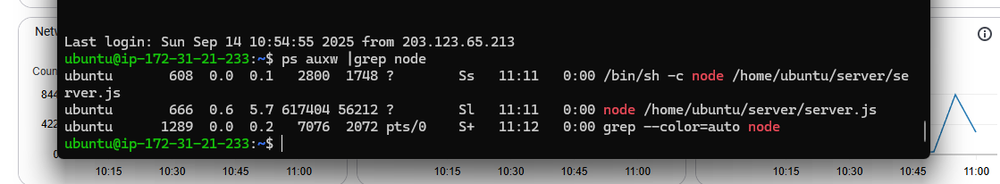 Netw
Last login: Sun Sep 14 10:54:55 2025 from 203.123.65.213
ubuntu@ip-172-31-21-233:~$ ps auxw |grep node
Coun
ubuntu 608 0.0 0.1 2800 1748 ? Ss 11:11 0:00 /bin/sh -c node /home/ubuntu/server/se
rver.js
844
ubuntu 666 0.6 5.7 617404 56212 ? Sl 11:11 0:00 node /home/ubuntu/server/server.js
422
ubuntu 1289 0.0 0.2 7076 2072 pts/0 S+ 11:12 0:00 grep --color=auto node
ubuntu@ip-172-31-21-233:~$
0
10:15 10:30 10:45 11:00 10:15 10:30 10:45 11:00 10:15 10:30 10:45 11:00